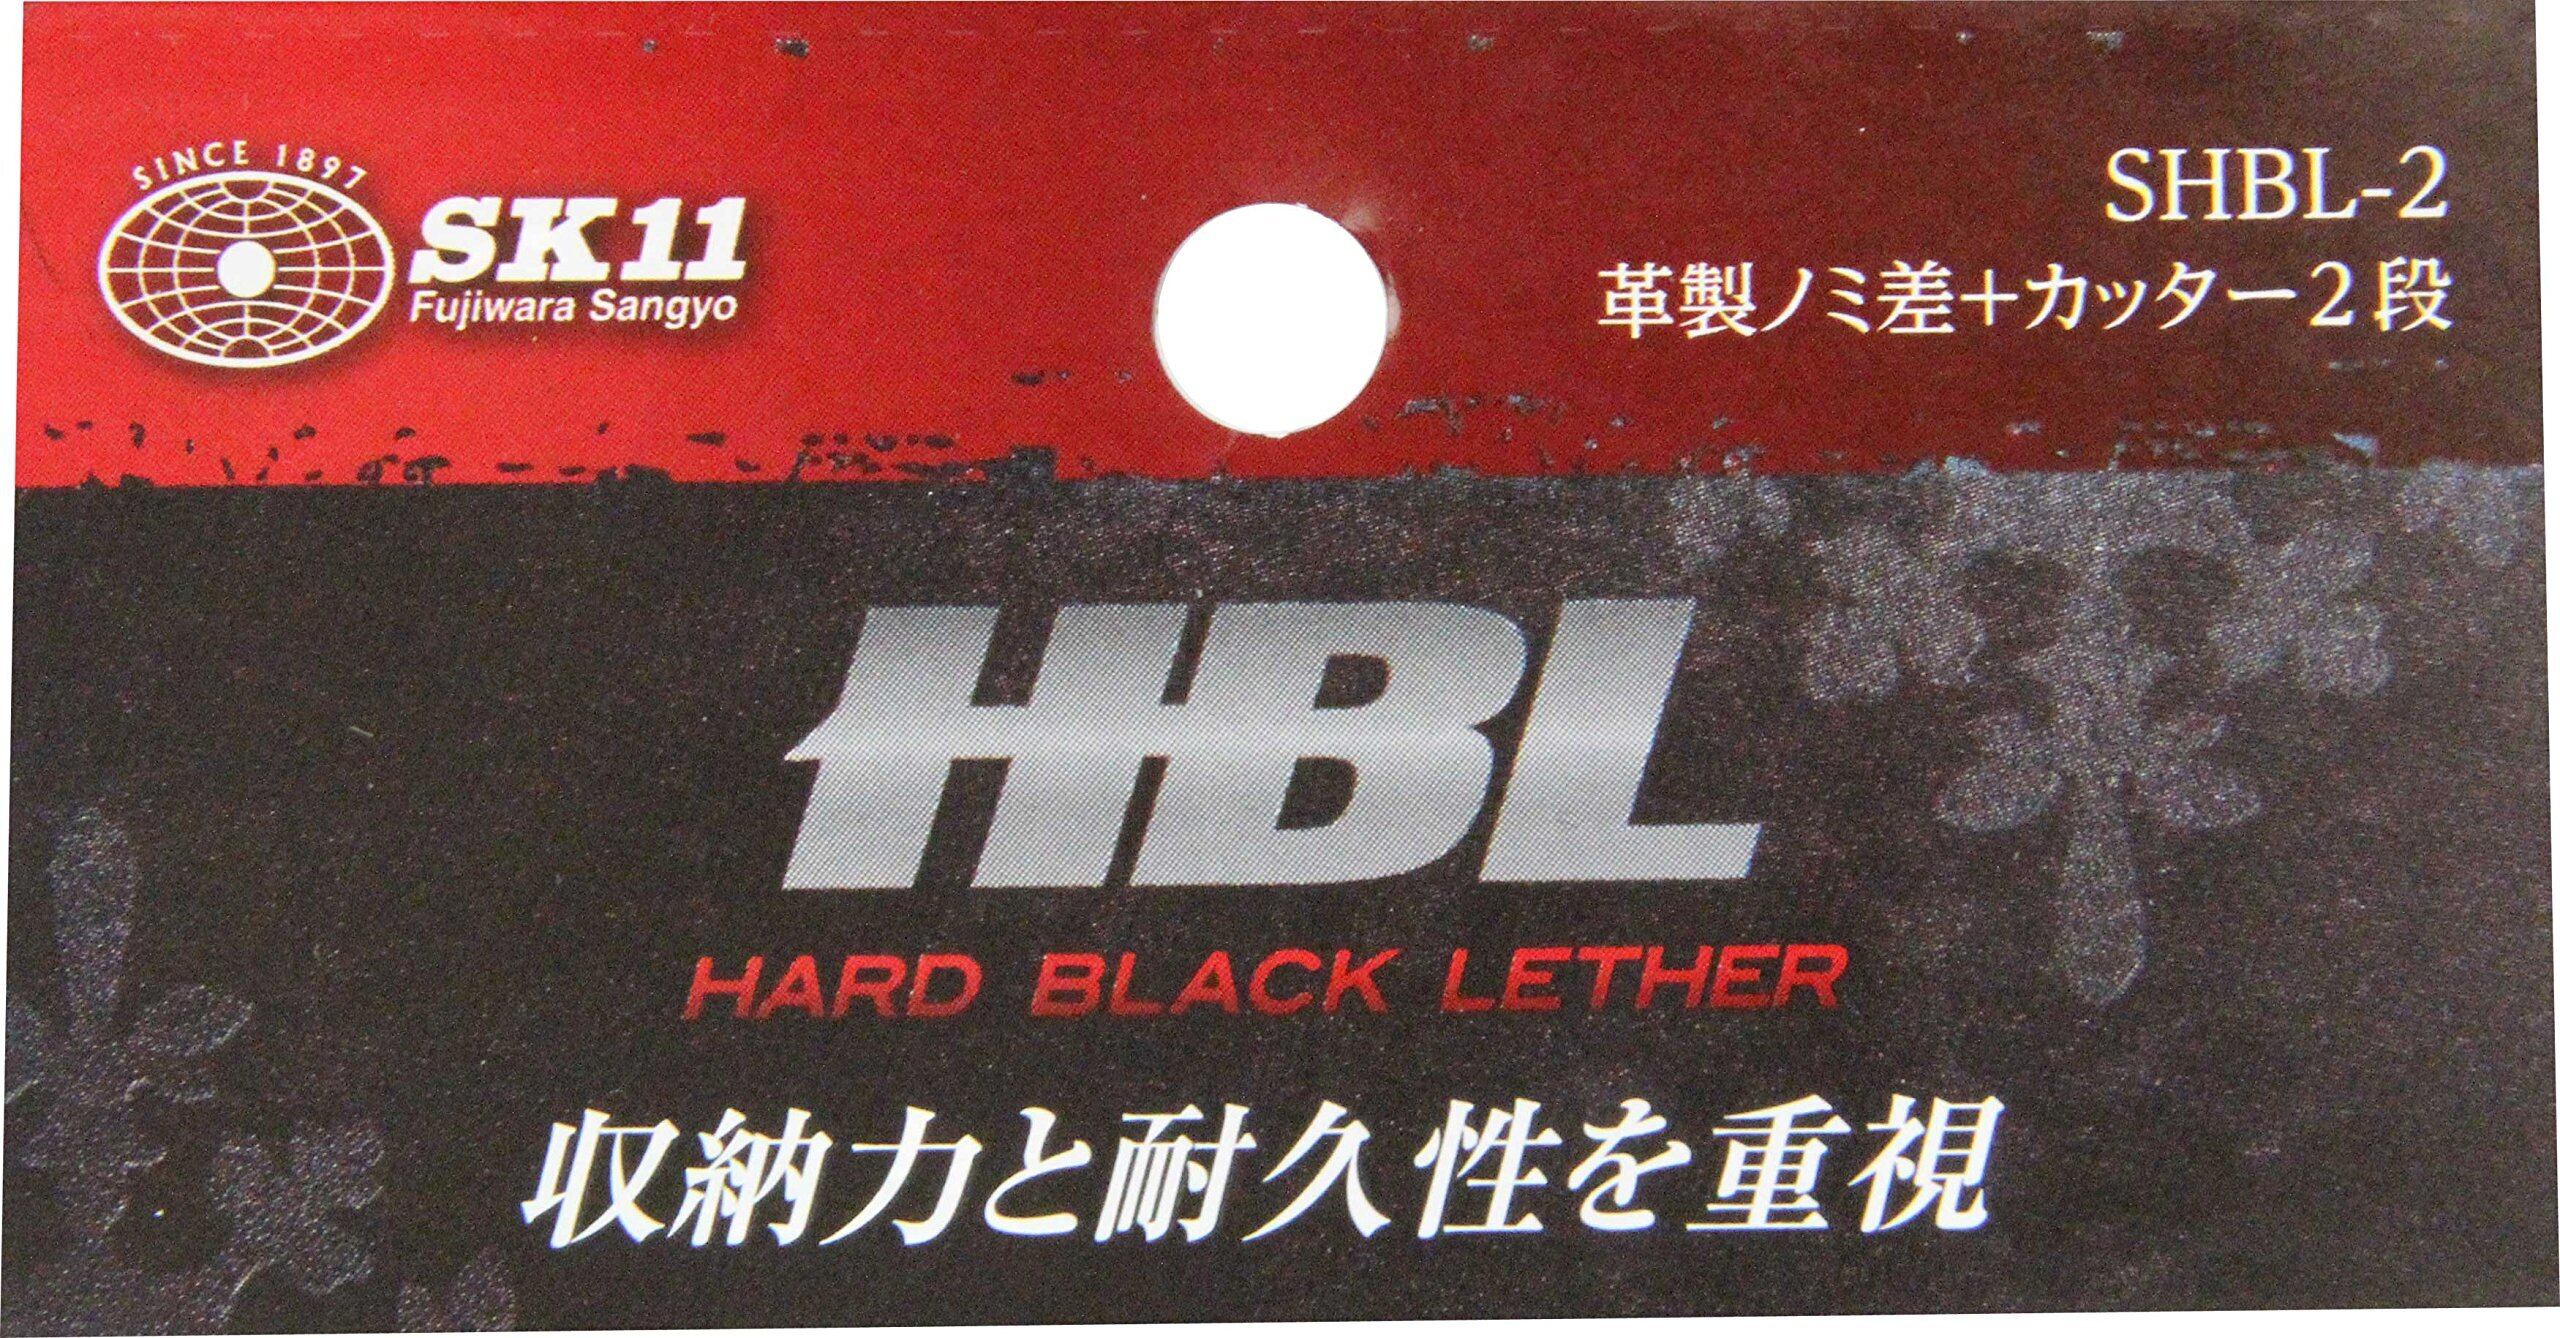 SINCE 1897
SK11
Fujiwara Sangyo
SHBL-2
革製ノミ差+カッター2段
HBL
HARD BLACK LETHER
収納力と耐久性を重視